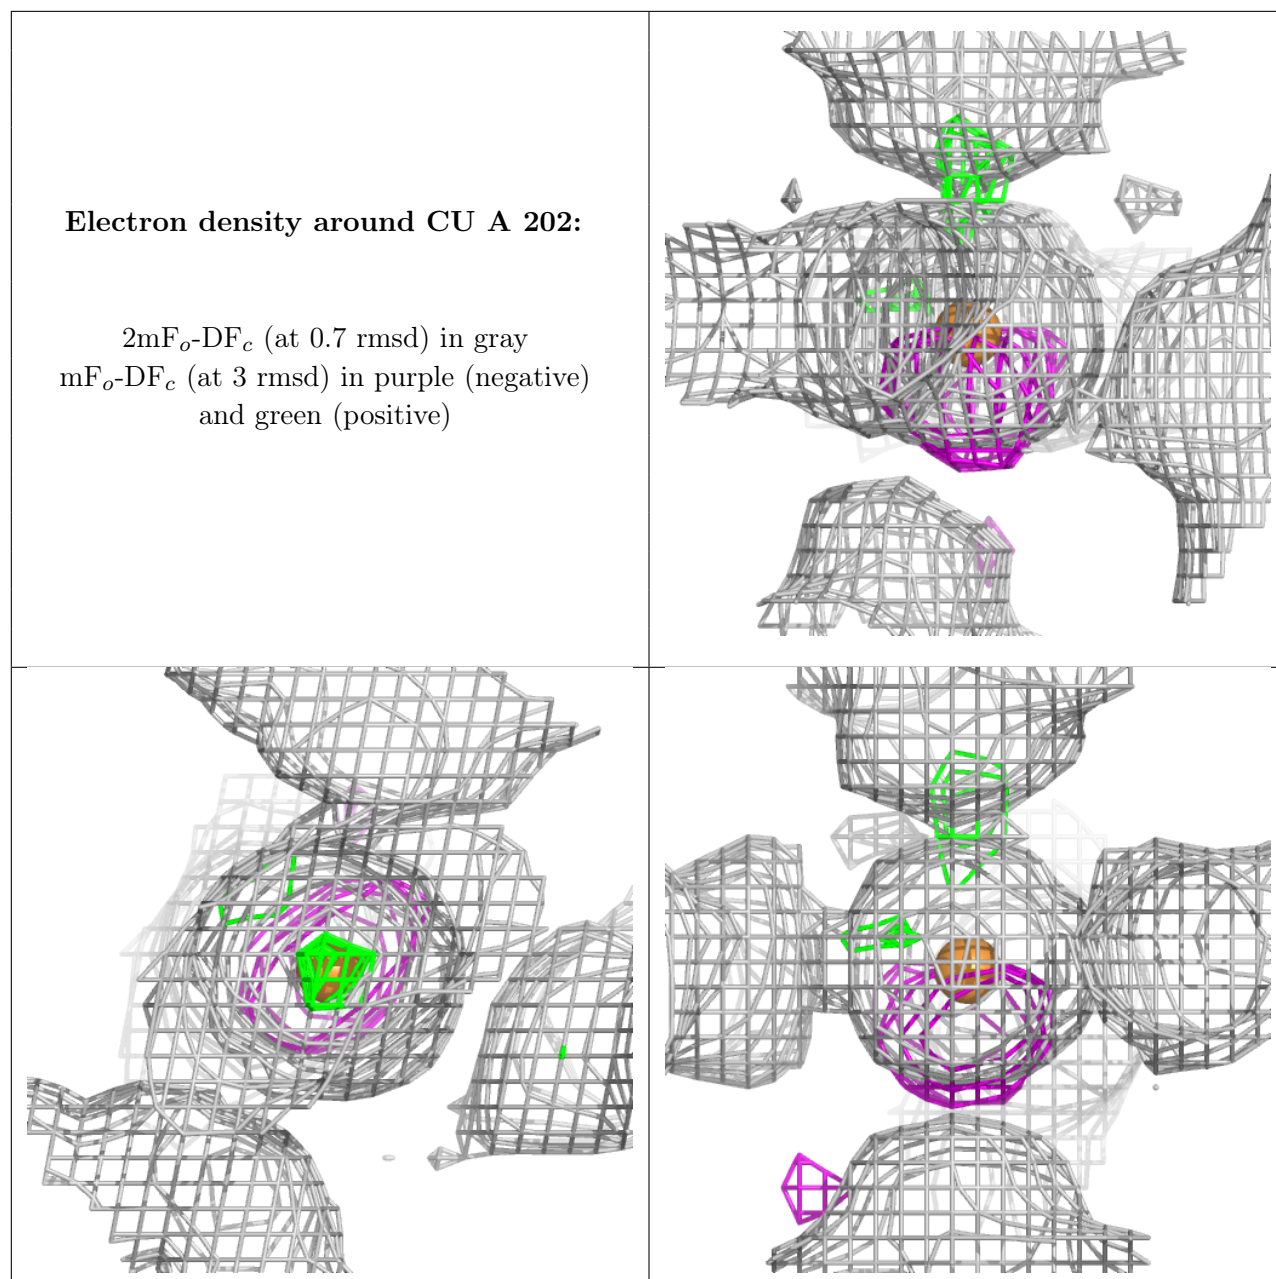 Electron density around CU A 202:
2mFo-DFc (at 0.7 rmsd) in gray
mFo-DFc (at 3 rmsd) in purple (negative)
and green (positive)